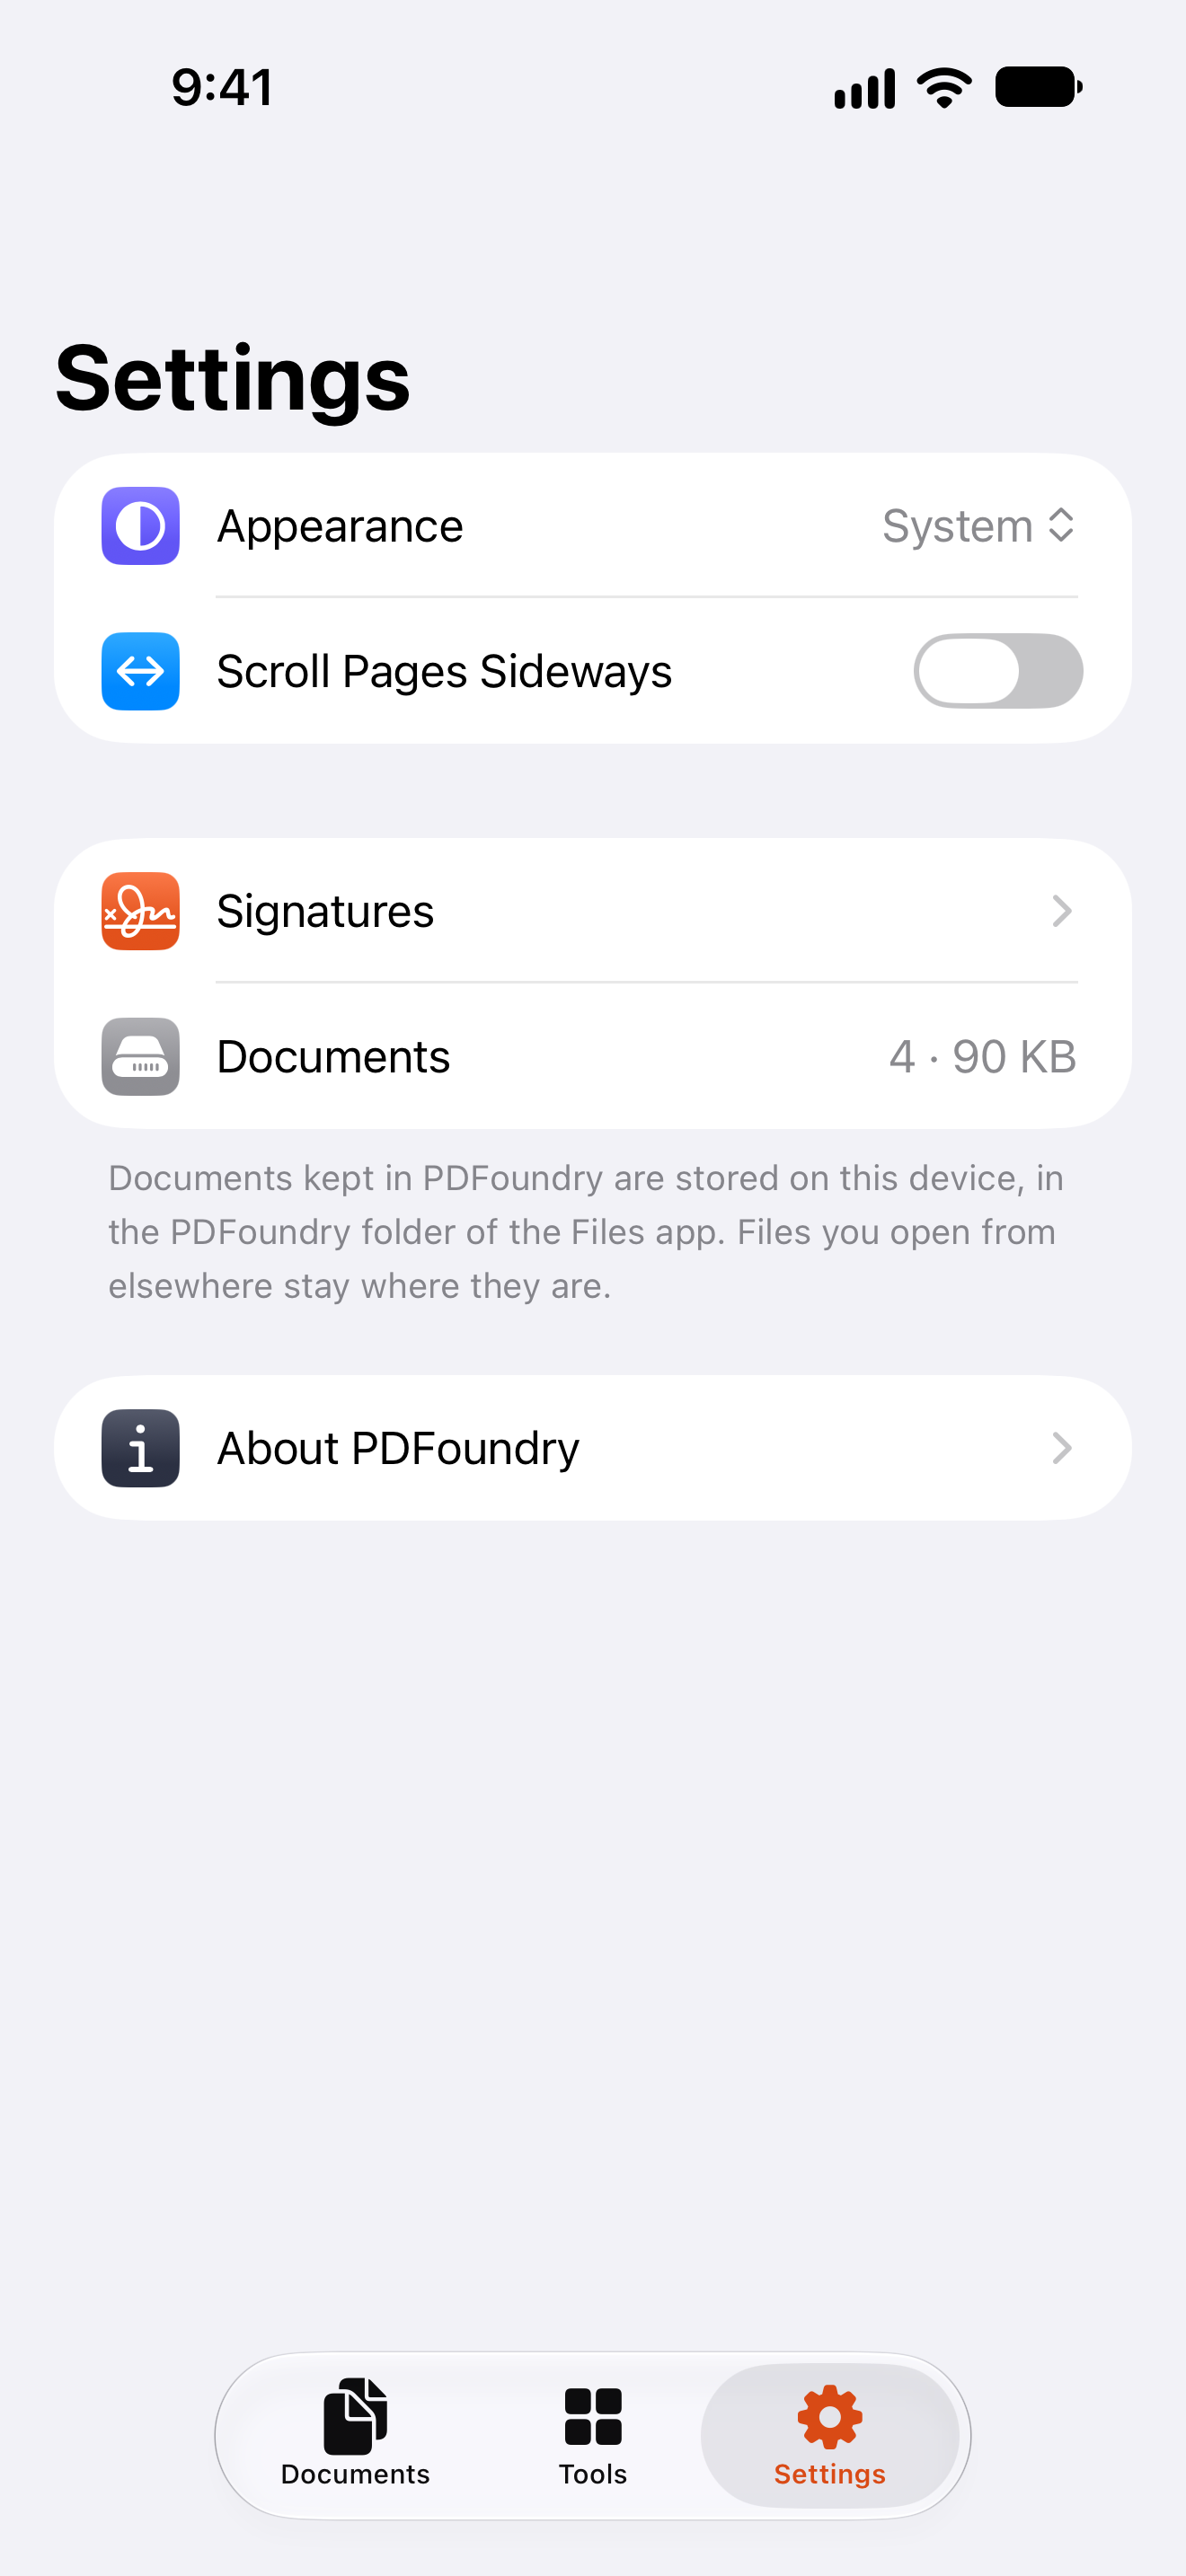 9:41
Settings
Appearance
System
Scroll Pages Sideways
Signatures
Documents
4 · 90 KB
Documents kept in PDFoundry are stored on this device, in
the PDFoundry folder of the Files app. Files you open from
elsewhere stay where they are.
About PDFoundry
Documents
Tools
Settings